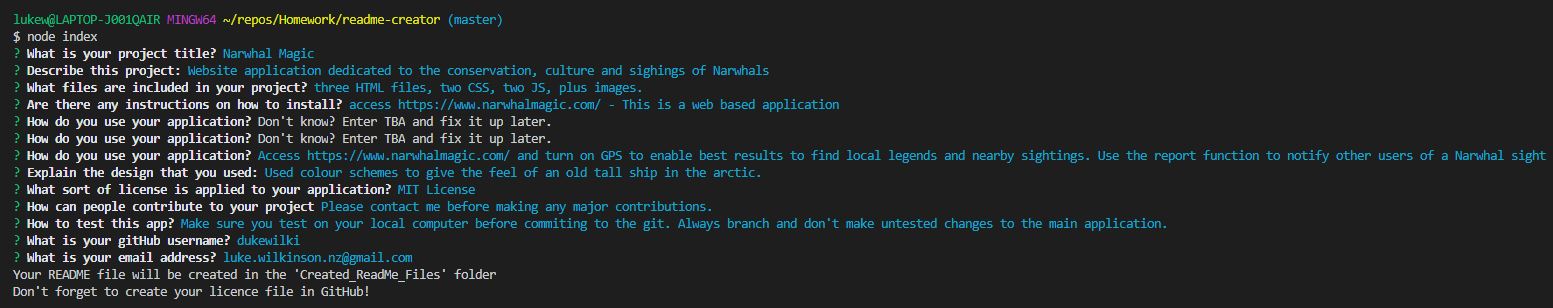 lukew@LAPTOP-J001QAIR MINGW64 ~/repos/Homework/readme-creator (master)
$ node index
? What is your project title? Narwhal Magic
? Describe this project: Website application dedicated to the conservation, culture and sighings of Narwhals
? What files are included in your project? three HTML files, two CSS, two JS, plus images.
? Are there any instructions on how to install? access https://www.narwhalmagic.com/ - This is a web based application
? How do you use your application? Don't know? Enter TBA and fix it up later.
? How do you use your application? Don't know? Enter TBA and fix it up later.
? How do you use your application? Access https://www.narwhalmagic.com/ and turn on GPS to enable best results to find local legends and nearby sightings. Use the report function to notify other users of a Narwhal sight
? Explain the design that you used: Used colour schemes to give the feel of an old tall ship in the arctic.
? What sort of license is applied to your application? MIT License
? How can people contribute to your project Please contact me before making any major contributions.
? How to test this app? Make sure you test on your local computer before commiting to the git. Always branch and don't make untested changes to the main application.
? What is your gitHub username? dukewilki
? What is your email address? luke.wilkinson.nz@gmail.com
Your README file will be created in the 'Created_ReadMe_Files' folder
Don't forget to create your licence file in GitHub!